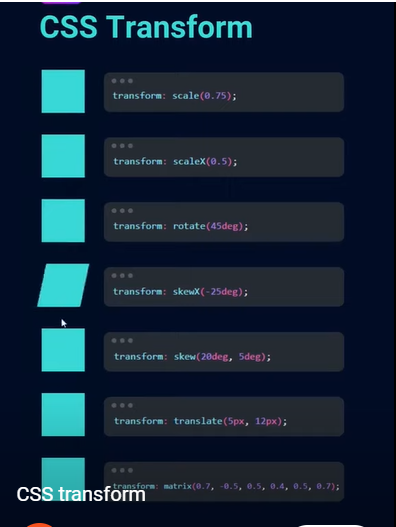 CSS Transform
transform: scale(0.75);
transform: scaleX(0.5);
transform: rotate(45deg);
transform: skewX(-25deg);
transform: skew(20deg, 5deg);
transform: translate(5px, 12px);
transform: matrix(0.7, -0.5, 0.5, 0.4, 0.5, 0.7);
CSS transform